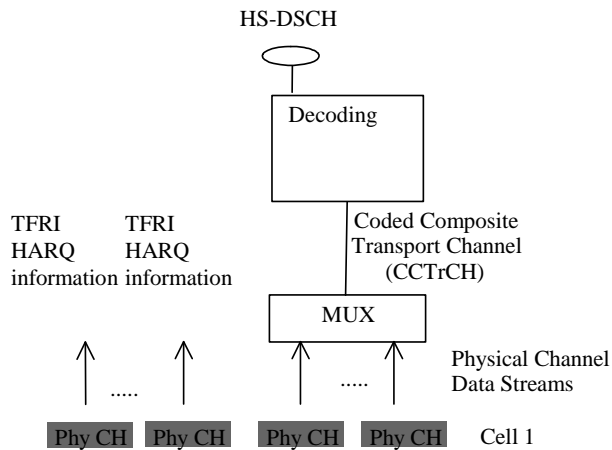 HS-DSCH
Decoding
TFRI
HARQ
information
TFRI
HARQ
information
Coded Composite
Transport Channel
(CCTrCH)
MUX
Physical Channel
Data Streams
.....
.....
Phy CH
Phy CH
Phy CH
Phy CH
Cell 1